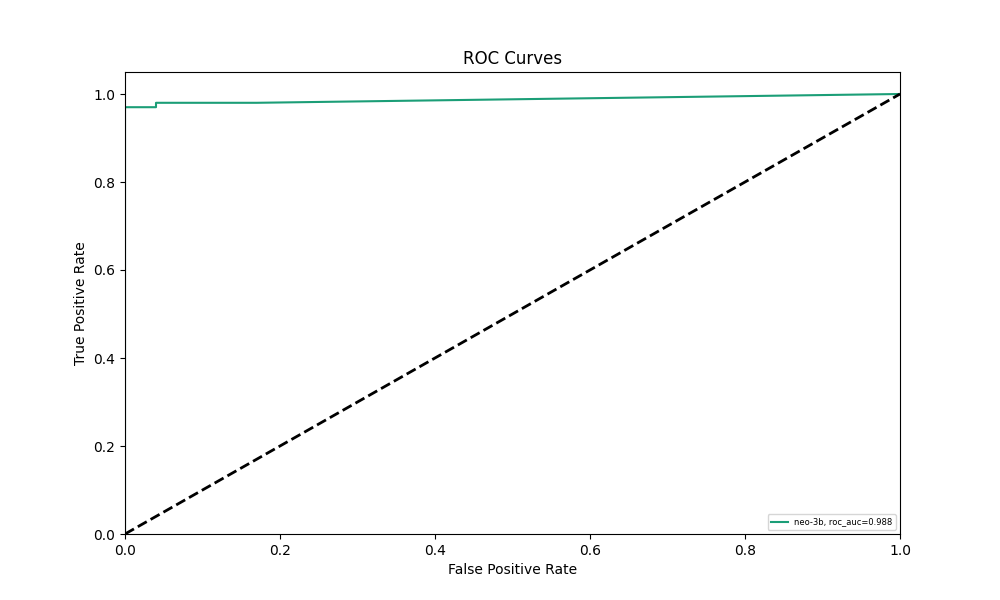 ROC Curves
True Positive Rate
1.0
0.8
0.6
0.4
0.2
0.0
0.0 0.2 0.4 0.6 0.8 1.0
False Positive Rate
neo-3b, roc_auc=0.988